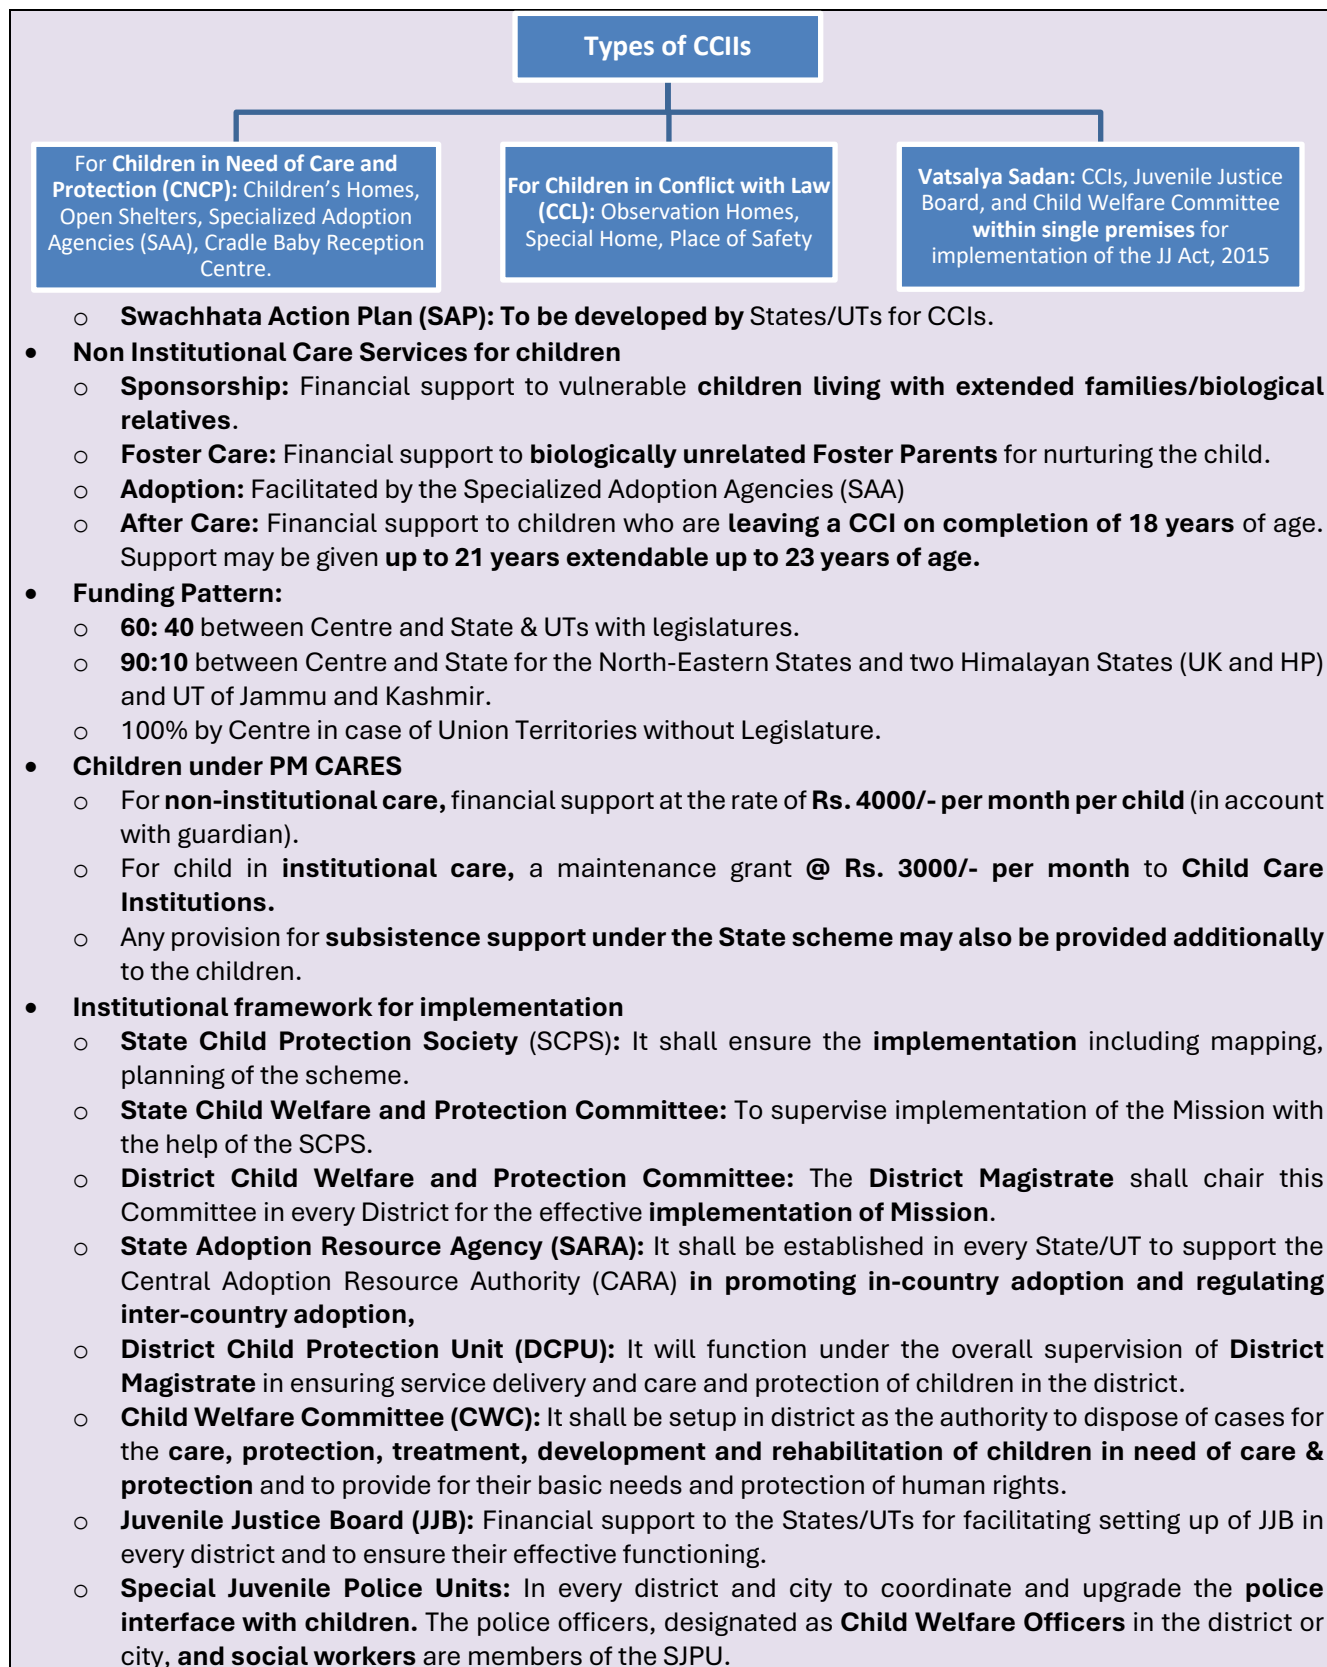 Types of CCIIs
For Children in Need of Care and
Protection (CNCP): Children's Homes,
Open Shelters, Specialized Adoption
Agencies (SAA), Cradle Baby Reception
Centre.
For Children in Conflict with Law
(CCL): Observation Homes,
Special Home, Place of Safety
Vatsalya Sadan: CCIs, Juvenile Justice
Board, and Child Welfare Committee
within single premises for
implementation of the JJ Act, 2015
o Swachhata Action Plan (SAP): To be developed by States/UTs for CCIs.
• Non Institutional Care Services for children
o Sponsorship: Financial support to vulnerable children living with extended families/biological
relatives.
o Foster Care: Financial support to biologically unrelated Foster Parents for nurturing the child.
o Adoption: Facilitated by the Specialized Adoption Agencies (SAA)
o After Care: Financial support to children who are leaving a CCI on completion of 18 years of age.
Support may be given up to 21 years extendable up to 23 years of age.
• Funding Pattern:
o 60: 40 between Centre and State & UTs with legislatures.
o 90:10 between Centre and State for the North-Eastern States and two Himalayan States (UK and HP)
and UT of Jammu and Kashmir.
o 100% by Centre in case of Union Territories without Legislature.
• Children under PM CARES
o For non-institutional care, financial support at the rate of Rs. 4000/- per month per child (in account
with guardian).
o For child in institutional care, a maintenance grant @ Rs. 3000/- per month to Child Care
Institutions.
o Any provision for subsistence support under the State scheme may also be provided additionally
to the children.
• Institutional framework for implementation
o State Child Protection Society (SCPS): It shall ensure the implementation including mapping,
planning of the scheme.
o State Child Welfare and Protection Committee: To supervise implementation of the Mission with
the help of the SCPS.
o District Child Welfare and Protection Committee: The District Magistrate shall chair this
Committee in every District for the effective implementation of Mission.
o State Adoption Resource Agency (SARA): It shall be established in every State/UT to support the
Central Adoption Resource Authority (CARA) in promoting in-country adoption and regulating
inter-country adoption,
o District Child Protection Unit (DCPU): It will function under the overall supervision of District
Magistrate in ensuring service delivery and care and protection of children in the district.
o Child Welfare Committee (CWC): It shall be setup in district as the authority to dispose of cases for
the care, protection, treatment, development and rehabilitation of children in need of care &
protection and to provide for their basic needs and protection of human rights.
o Juvenile Justice Board (JJB): Financial support to the States/UTs for facilitating setting up of JJB in
every district and to ensure their effective functioning.
o Special Juvenile Police Units: In every district and city to coordinate and upgrade the police
interface with children. The police officers, designated as Child Welfare Officers in the district or
city, and social workers are members of the SJPU.